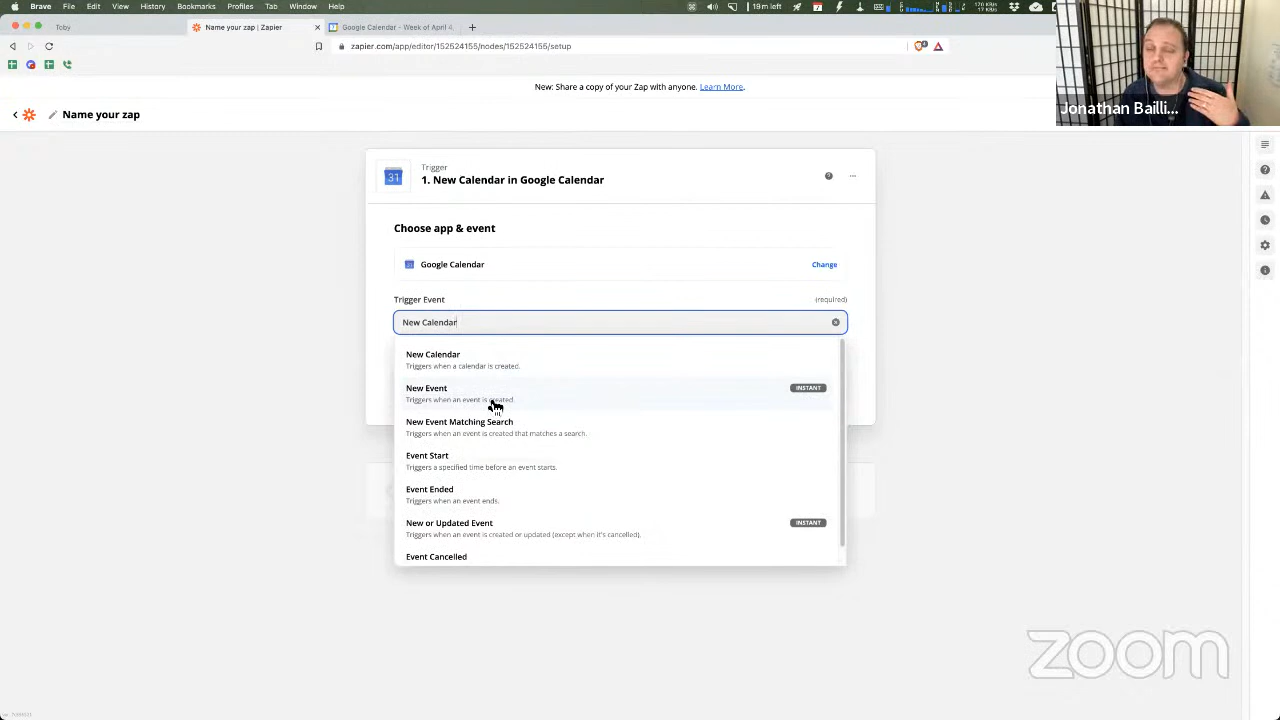 Brave File Edit View History Bookmarks Profiles Tab Window Help
19 m left
Toby
Name your zap | Zapier
Google Calendar - Week of April 4,
zapier.com/app/editor/152524155/nodes/152524155/setup
New: Share a copy of your Zap with anyone. Learn More.
Jonathan Bailli...
Name your zap
Trigger
1. New Calendar in Google Calendar
Choose app & event
Google Calendar
Change
Trigger Event
(required)
New Calendar
New Calendar
Triggers when a calendar is created.
New Event
INSTANT
Triggers when an event is created.
New Event Matching Search
Triggers when an event is created that matches a search.
Event Start
Triggers a specified time before an event starts.
Event Ended
Triggers when an event ends.
New or Updated Event
INSTANT
Triggers when an event is created or updated (except when it's cancelled).
Event Cancelled
zoom